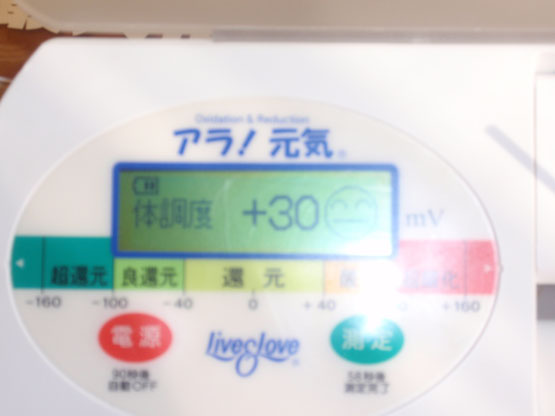 Oxidation & Reduction
アラ！元気
体調度 +30 mV
超還元 良還元 還元
-160 -100 -40 0 +40 +160
電源 liveclove 測定
90秒後 58秒後
自動OFF 測定完了